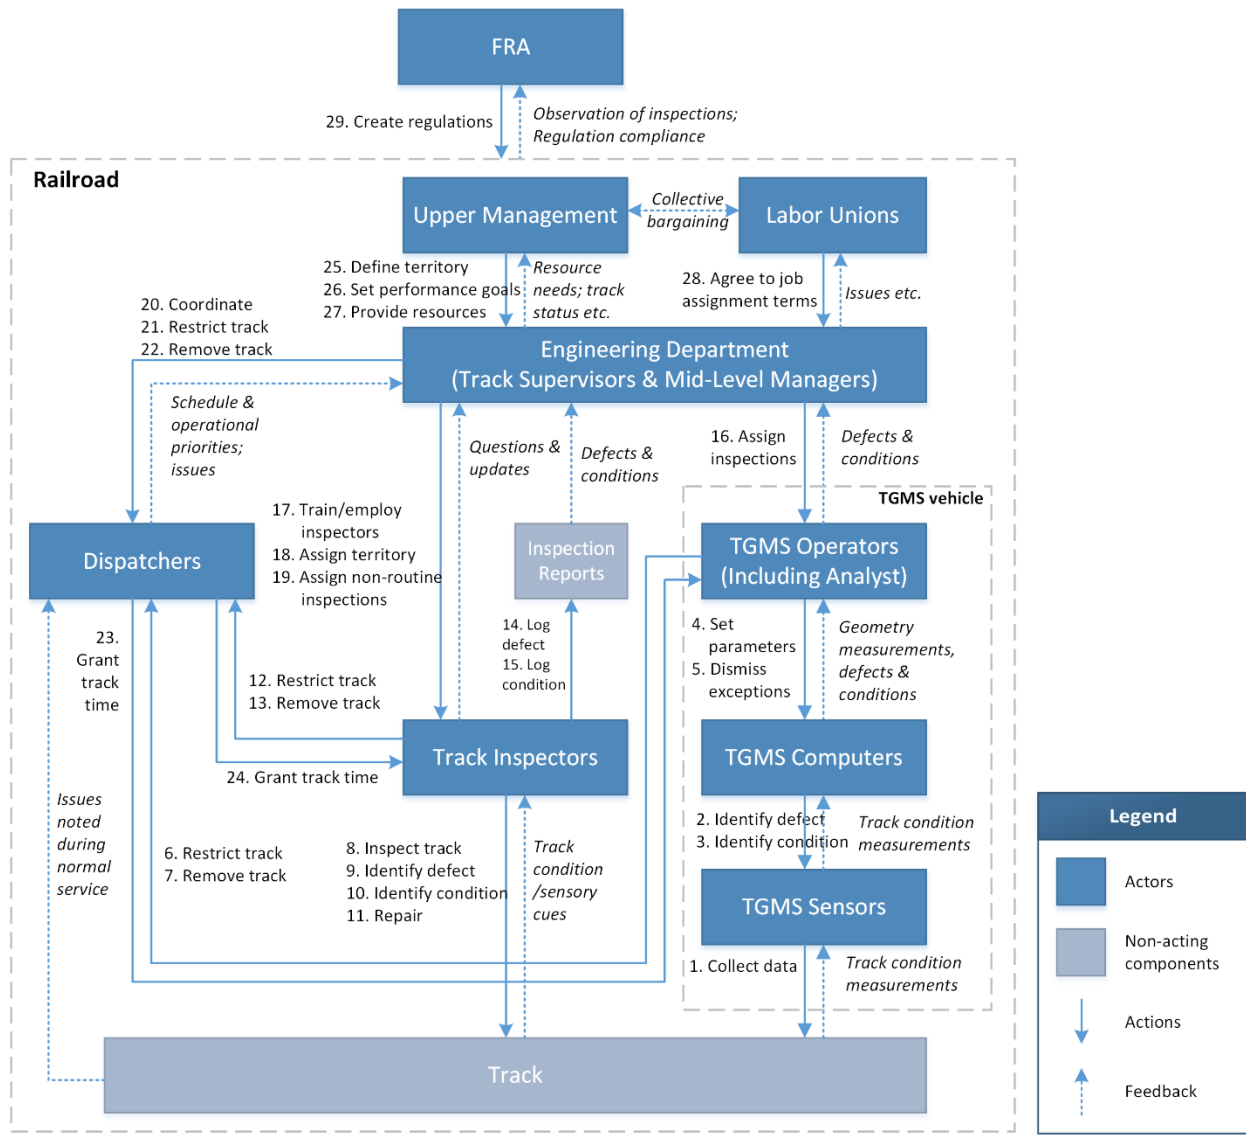 FRA
29. Create regulations
Observation of inspections;
Regulation compliance
Railroad
Upper Management
Collective
bargaining
Labor Unions
25. Define territory
26. Set performance goals
27. Provide resources
Resource
needs; track
status etc.
28. Agree to job
assignment terms
Issues etc.
20. Coordinate
21. Restrict track
22. Remove track
Engineering Department
(Track Supervisors & Mid-Level Managers)
Schedule &
operational
priorities;
issues
Questions &
updates
Defects &
conditions
16. Assign
inspections
Defects &
conditions
TGMS vehicle
17. Train/employ
inspectors
18. Assign territory
19. Assign non-routine
inspections
Dispatchers
Inspection
Reports
TGMS Operators
(Including Analyst)
23.
Grant
track
time
12. Restrict track
13. Remove track
14. Log
defect
15. Log
condition
4. Set
parameters
5. Dismiss
exceptions
Geometry
measurements,
defects &
conditions
Track Inspectors
TGMS Computers
24. Grant track time
Issues
noted
during
normal
service
6. Restrict track
7. Remove track
8. Inspect track
9. Identify defect
10. Identify condition
11. Repair
Track
condition
/sensory
cues
2. Identify defect
3. Identify condition
Track condition
measurements
TGMS Sensors
1. Collect data
Track condition
measurements
Track
Legend
Actors
Non-acting
components
Actions
Feedback